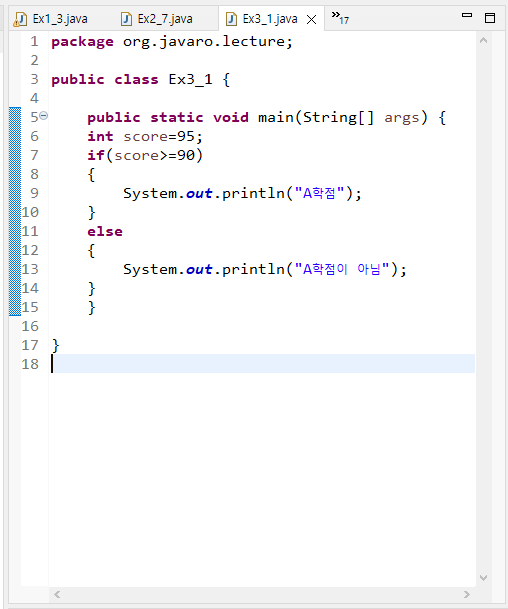 Ex1_3.java Ex2_7.java Ex3_1.java »17
1 package org.javaro.lecture;
2
3 public class Ex3_1 {
4
5 public static void main(String[] args) {
6 int score=95;
7 if(score>=90)
8 {
9 System.out.println("A학점");
10 }
11 else
12 {
13 System.out.println("A학점이 아님");
14 }
15 }
16
17 }
18